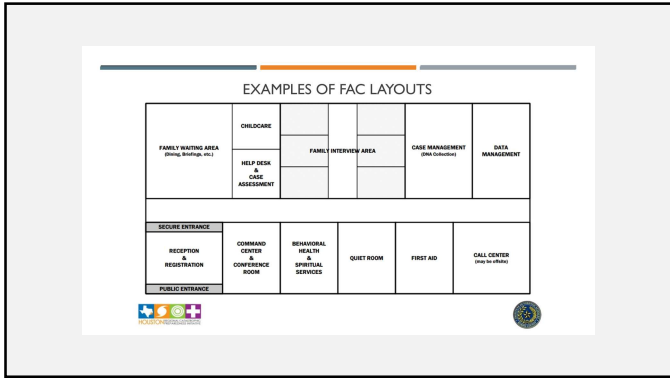 EXAMPLES OF FAC LAYOUTS
FAMILY WAITING AREA
(Dining, Briefings, etc.)
CHILDCARE
HELP DESK
&
CASE
ASSESSMENT
FAMILY INTERVIEW AREA
CASE MANAGEMENT
(DNA Collection)
DATA
MANAGEMENT
SECURE ENTRANCE
RECEPTION
&
REGISTRATION
PUBLIC ENTRANCE
COMMAND
CENTER
&
CONFERENCE
ROOM
BEHAVIORAL
HEALTH
&
SPIRITUAL
SERVICES
QUIET ROOM
FIRST AID
CALL CENTER
(may be offsite)
HOUSTON